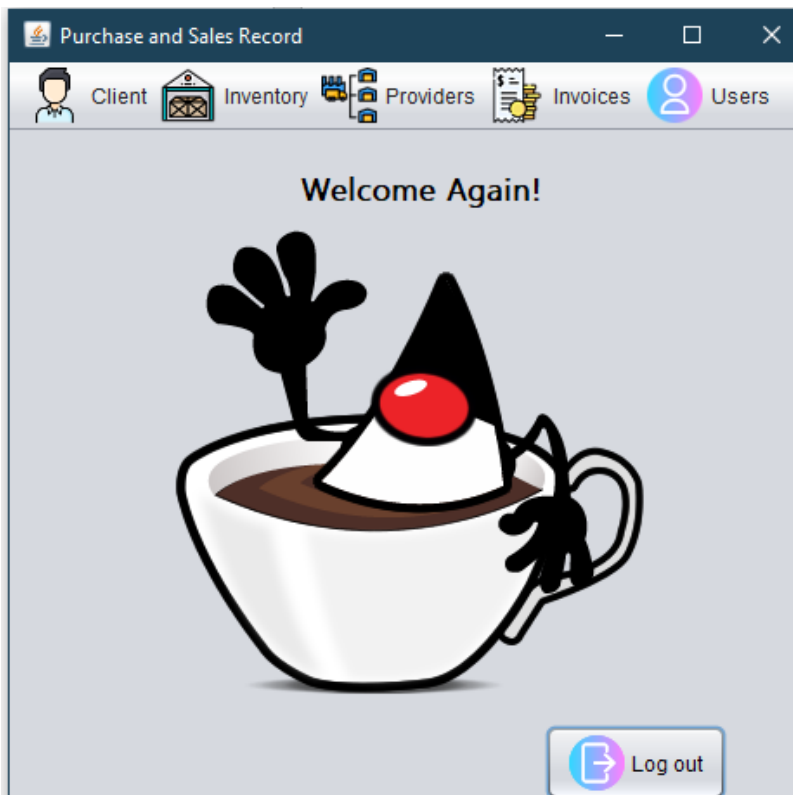 Purchase and Sales Record
Client Inventory Providers Invoices Users
Welcome Again!
Log out